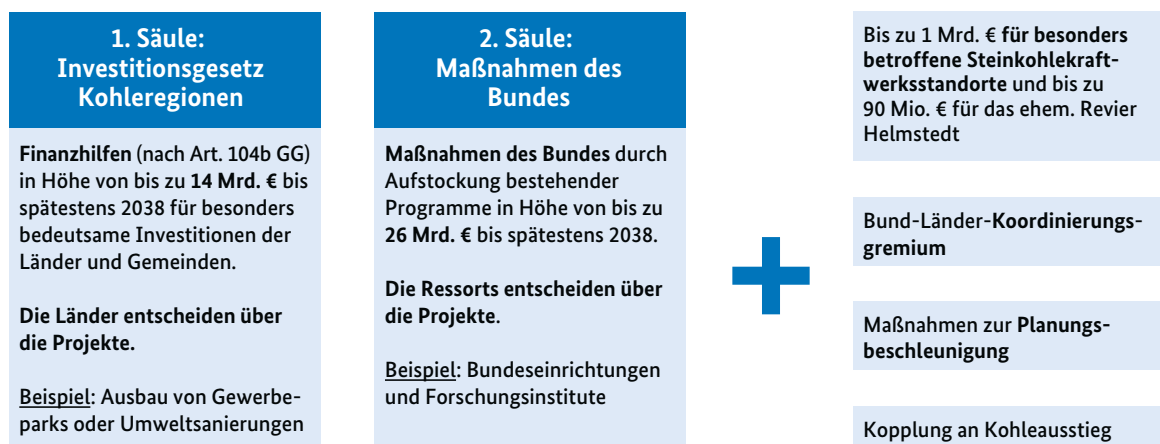 1. Säule:
Investitionsgesetz
Kohleregionen
Finanzhilfen (nach Art. 104b GG)
in Höhe von bis zu 14 Mrd. € bis
spätestens 2038 für besonders
bedeutsame Investitionen der
Länder und Gemeinden.
Die Länder entscheiden über
die Projekte.
Beispiel: Ausbau von Gewerbe-
parks oder Umweltsanierungen
2. Säule:
Maßnahmen des
Bundes
Maßnahmen des Bundes durch
Aufstockung bestehender
Programme in Höhe von bis zu
26 Mrd. € bis spätestens 2038.
Die Ressorts entscheiden über
die Projekte.
Beispiel: Bundeseinrichtungen
und Forschungsinstitute
Bis zu 1 Mrd. € für besonders
betroffene Steinkohlekraft-
werksstandorte und bis zu
90 Mio. € für das ehem. Revier
Helmstedt
Bund-Länder-Koordinierungs-
gremium
Maßnahmen zur Planungs-
beschleunigung
Kopplung an Kohleausstieg